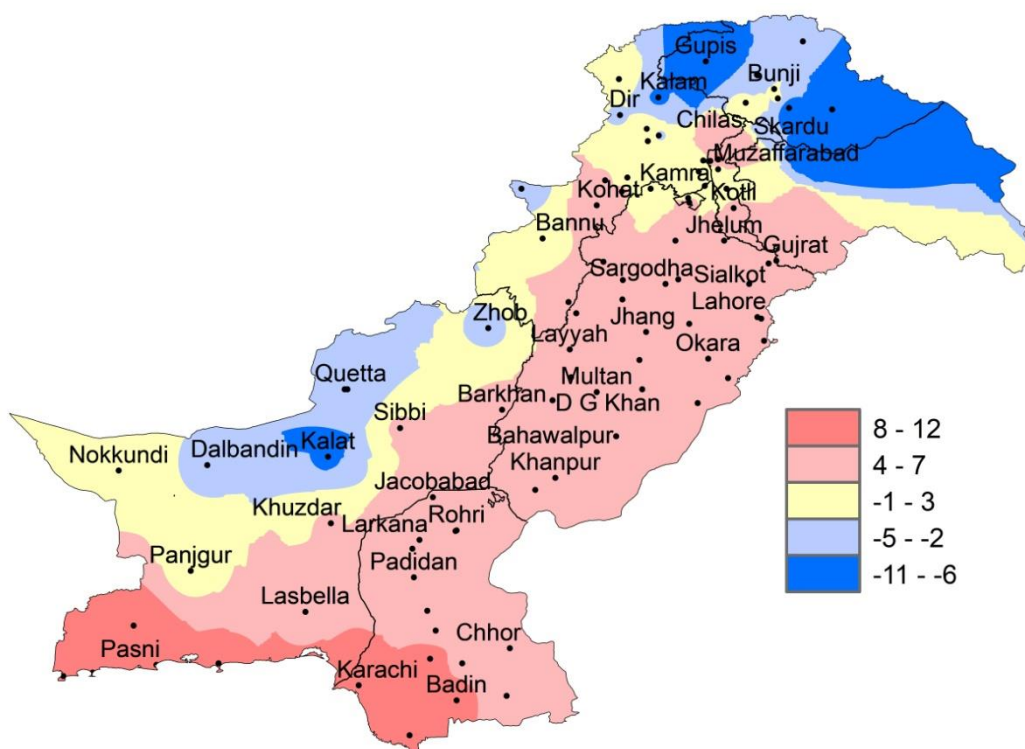 Gupis
Kalam
Bunji
Dir
Chilas
Skardu
Muzaffarabad
Kamra
Kohat
Kotli
Bannu
Jhelum
Gujrat
Sargodha
Sialkot
Zhob
Lahore
Jhang
Layyah
Okara
Quetta
Multan
Barkhan
D G Khan
Sibbi
Bahawalpur
Nokkundi
Dalbandin
Kalat
Khanpur
Jacobabad
Khuzdar
Larkana
Rohri
Panjgur
Padidan
Lasbella
Chhor
Pasni
Karachi
Badin
8 - 12
4 - 7
-1 - 3
-5 - -2
-11 - -6